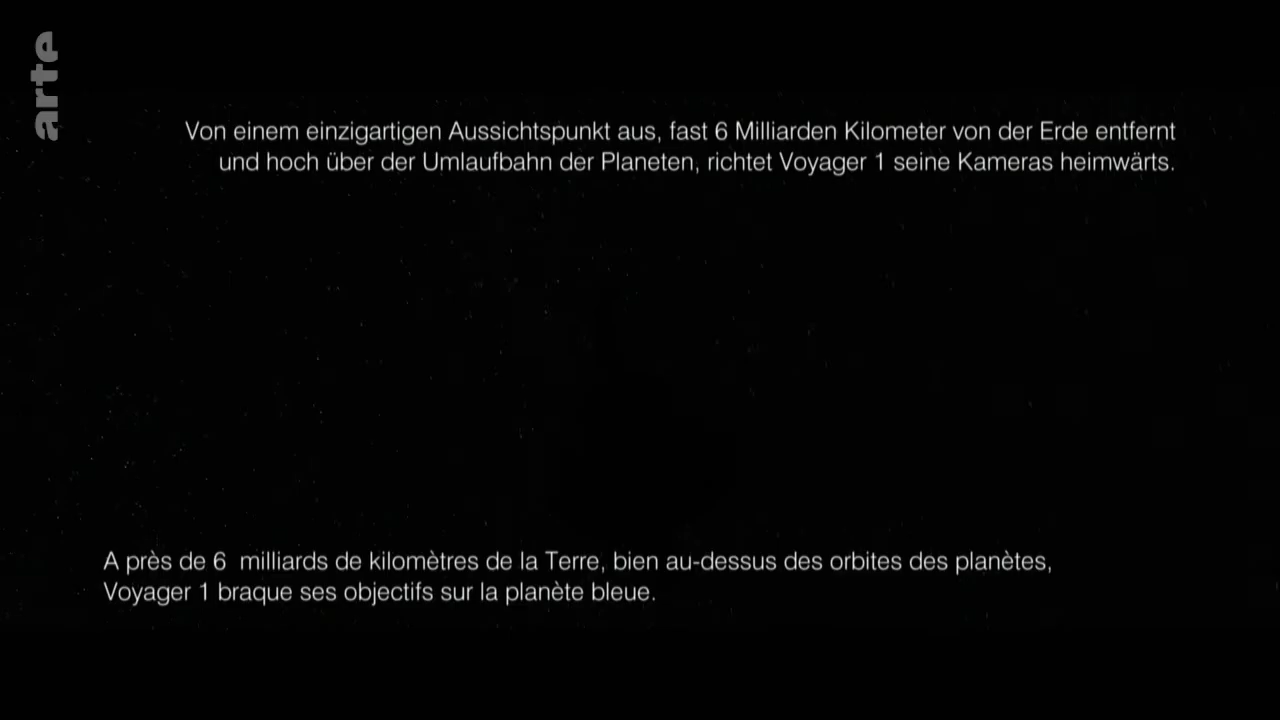 arte
Von einem einzigartigen Aussichtspunkt aus, fast 6 Milliarden Kilometer von der Erde entfernt
und hoch über der Umlaufbahn der Planeten, richtet Voyager 1 seine Kameras heimwärts.
A près de 6  milliards de kilomètres de la Terre, bien au-dessus des orbites des planètes,
Voyager 1 braque ses objectifs sur la planète bleue.